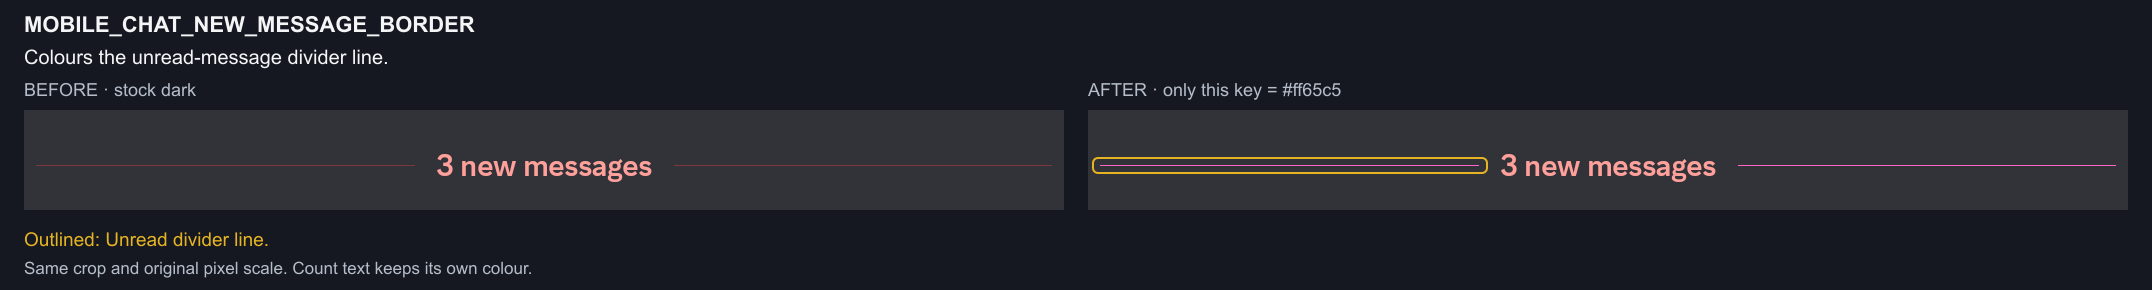 MOBILE_CHAT_NEW_MESSAGE_BORDER
Colours the unread-message divider line.
BEFORE · stock dark
AFTER · only this key = #ff65c5
3 new messages
3 new messages
Outlined: Unread divider line.
Same crop and original pixel scale. Count text keeps its own colour.